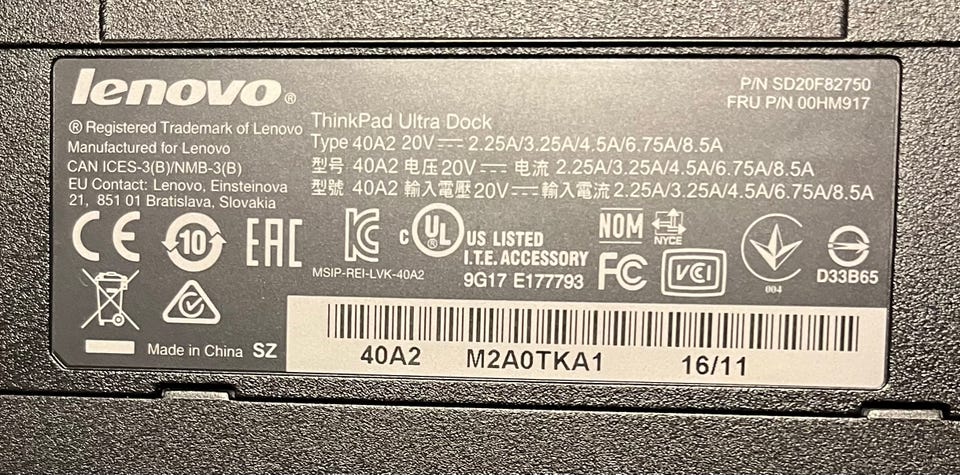 lenovo®
P/N SD20F82750
FRU P/N 00HM917
® Registered Trademark of Lenovo
Manufactured for Lenovo
CAN ICES-3(B)/NMB-3(B)
EU Contact: Lenovo, Einsteinova
21, 851 01 Bratislava, Slovakia
ThinkPad Ultra Dock
Type 40A2 20V⎓ 2.25A/3.25A/4.5A/6.75A/8.5A
型号 40A2 电压 20V⎓ 电流 2.25A/3.25A/4.5A/6.75A/8.5A
型號 40A2 輸入電壓 20V⎓ 輸入電流 2.25A/3.25A/4.5A/6.75A/8.5A
CE
10
EAC
KC
MSIP-REI-LVK-40A2
c UL® US LISTED
I.T.E. ACCESSORY
9G17 E177793
NOM
NYCE
FC
VCI
004
D33B65
Made in China SZ
40A2 M2A0TKA1 16/11